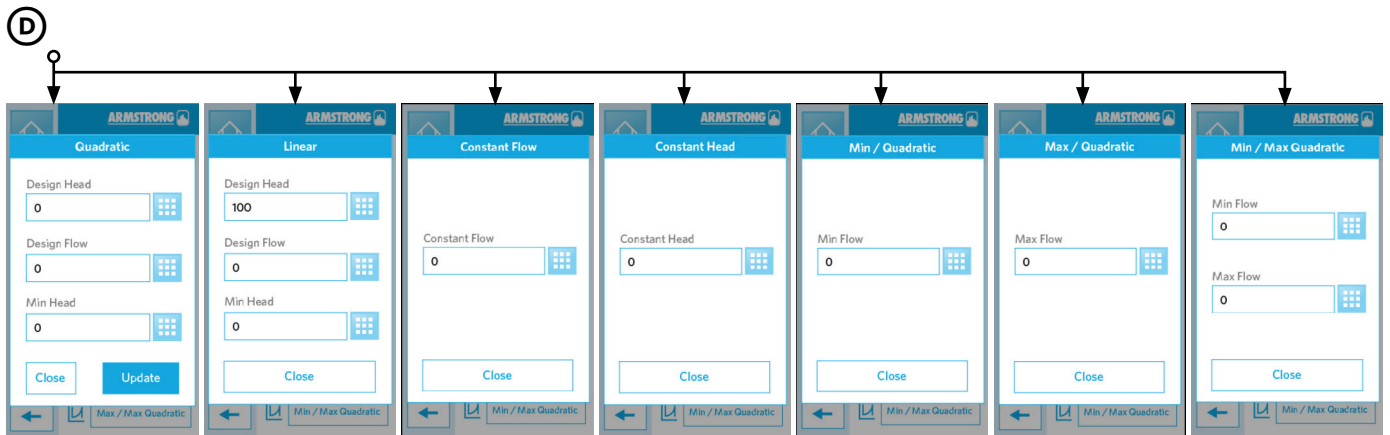 D
ARMSTRONG
Quadratic
Design Head
0
Design Flow
0
Min Head
0
Close
Update
Max / Max Quadratic
ARMSTRONG
Linear
Design Head
100
Design Flow
0
Min Head
0
Close
Min / Max Quadratic
ARMSTRONG
Constant Flow
Constant Flow
0
Close
Min / Max Quadratic
ARMSTRONG
Constant Head
Constant Head
0
Close
Min / Max Quadratic
ARMSTRONG
Min / Quadratic
Min Flow
0
Close
Min / Max Quadratic
ARMSTRONG
Max / Quadratic
Max Flow
0
Close
Min / Max Quadratic
ARMSTRONG
Min / Max Quadratic
Min Flow
0
Max Flow
0
Close
Min / Max Quadratic